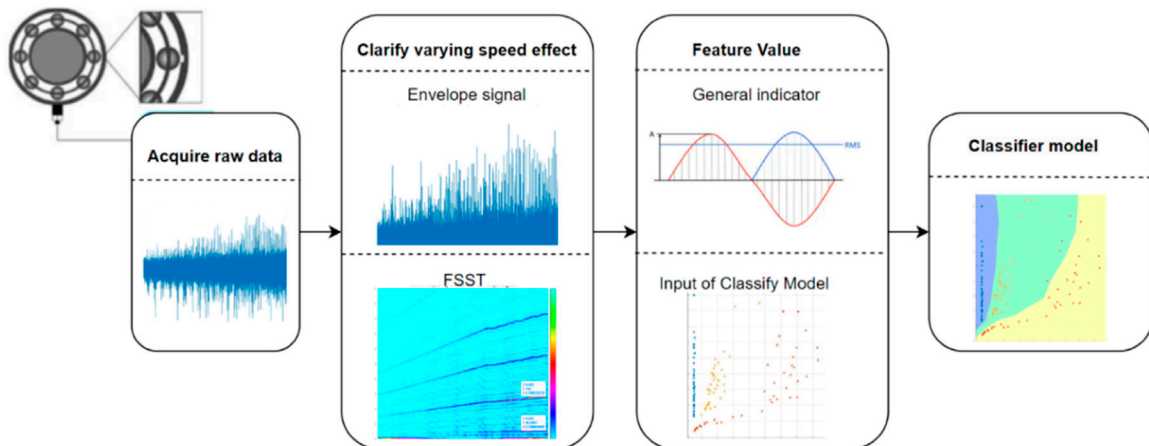 Acquire raw data
Clarify varying speed effect
Envelope signal
FSST
Feature Value
General indicator
A
RMS
Input of Classify Model
Classifier model